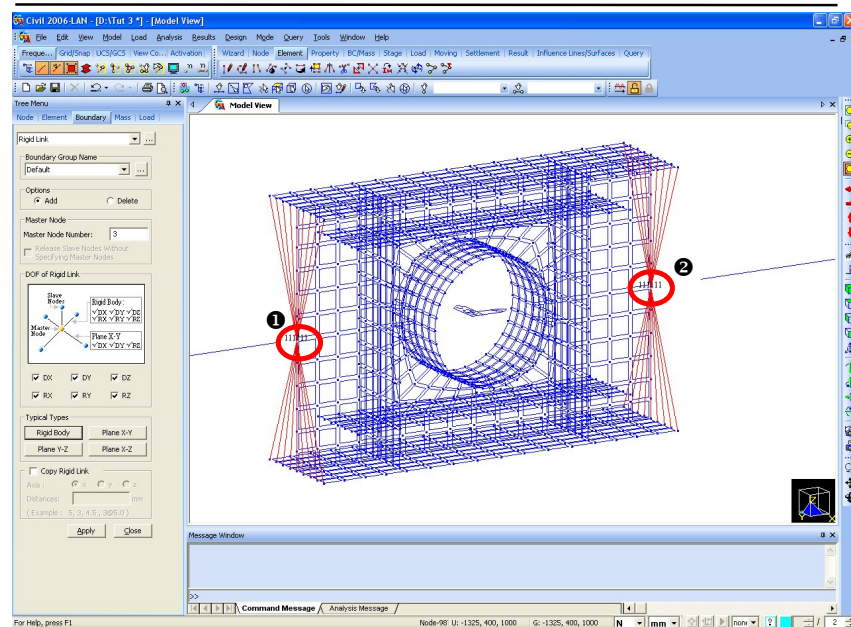 Civil 2006-LAN - [D:\Tut 3 *] - [Model View]
File Edit View Model Load Analysis Results Design Mode Query Tools Window Help
Freque... Grid/Snap UCS/GCS View Co... Activation Wizard Node Element Property BC/Mass Stage Load Moving Settlement Result Influence Lines/Surfaces Query
Tree Menu
Node Element Boundary Mass Load
Model View
Rigid Link
...
Boundary Group Name
Default
...
Options
Add Delete
Master Node
Master Node Number: 3
Release Slave Nodes Without
Specifying Master Nodes
DOF of Rigid Link
Slave
Nodes
Rigid Body :
√DX √DY √DZ
√RX √RY √RZ
Master
Node
Plane X-Y
√DX √DY √RZ
DX DY DZ
RX RY RZ
Typical Types
Rigid Body Plane X-Y
Plane Y-Z Plane X-Z
Copy Rigid Link
Axis : x y z
Distances: mm
( Example : 5, 3, 4.5 , 3@5.0 )
Apply Close
❶
111111
❷
111111
Z
Y
X
Message Window
>>
Command Message Analysis Message
For Help, press F1
Node-98 U: -1325, 400, 1000 G: -1325, 400, 1000 N mm non ? / 2